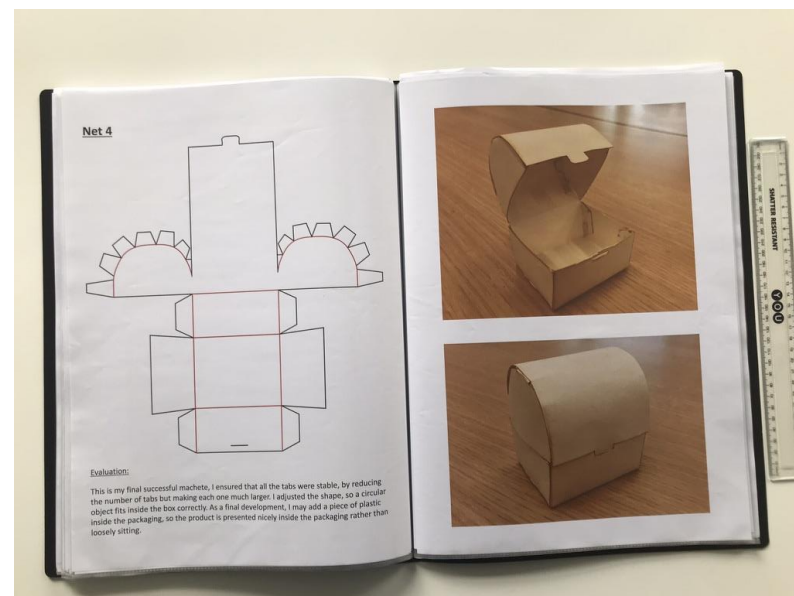 Net 4
Evaluation:
This is my final successful machete, I ensured that all the tabs were stable, by reducing
the number of tabs but making each one much larger. I adjusted the shape, so a circular
object fits inside the box correctly. As a final development, I may add a piece of plastic
inside the packaging, so the product is presented nicely inside the packaging rather than
loosely sitting.
SHATTER RESISTANT
YOU